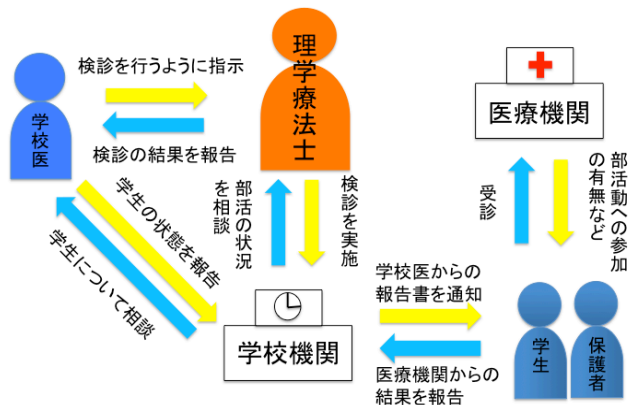 検診を行うように指示
学校医
検診の結果を報告
理学療法士
医療機関
学生の状態を報告
学生について相談
部活の状況
を相談
検診を実施
受診
部活動への参加
の有無など
学校医からの
報告書を通知
学校機関
医療機関からの
結果を報告
学生
保護者